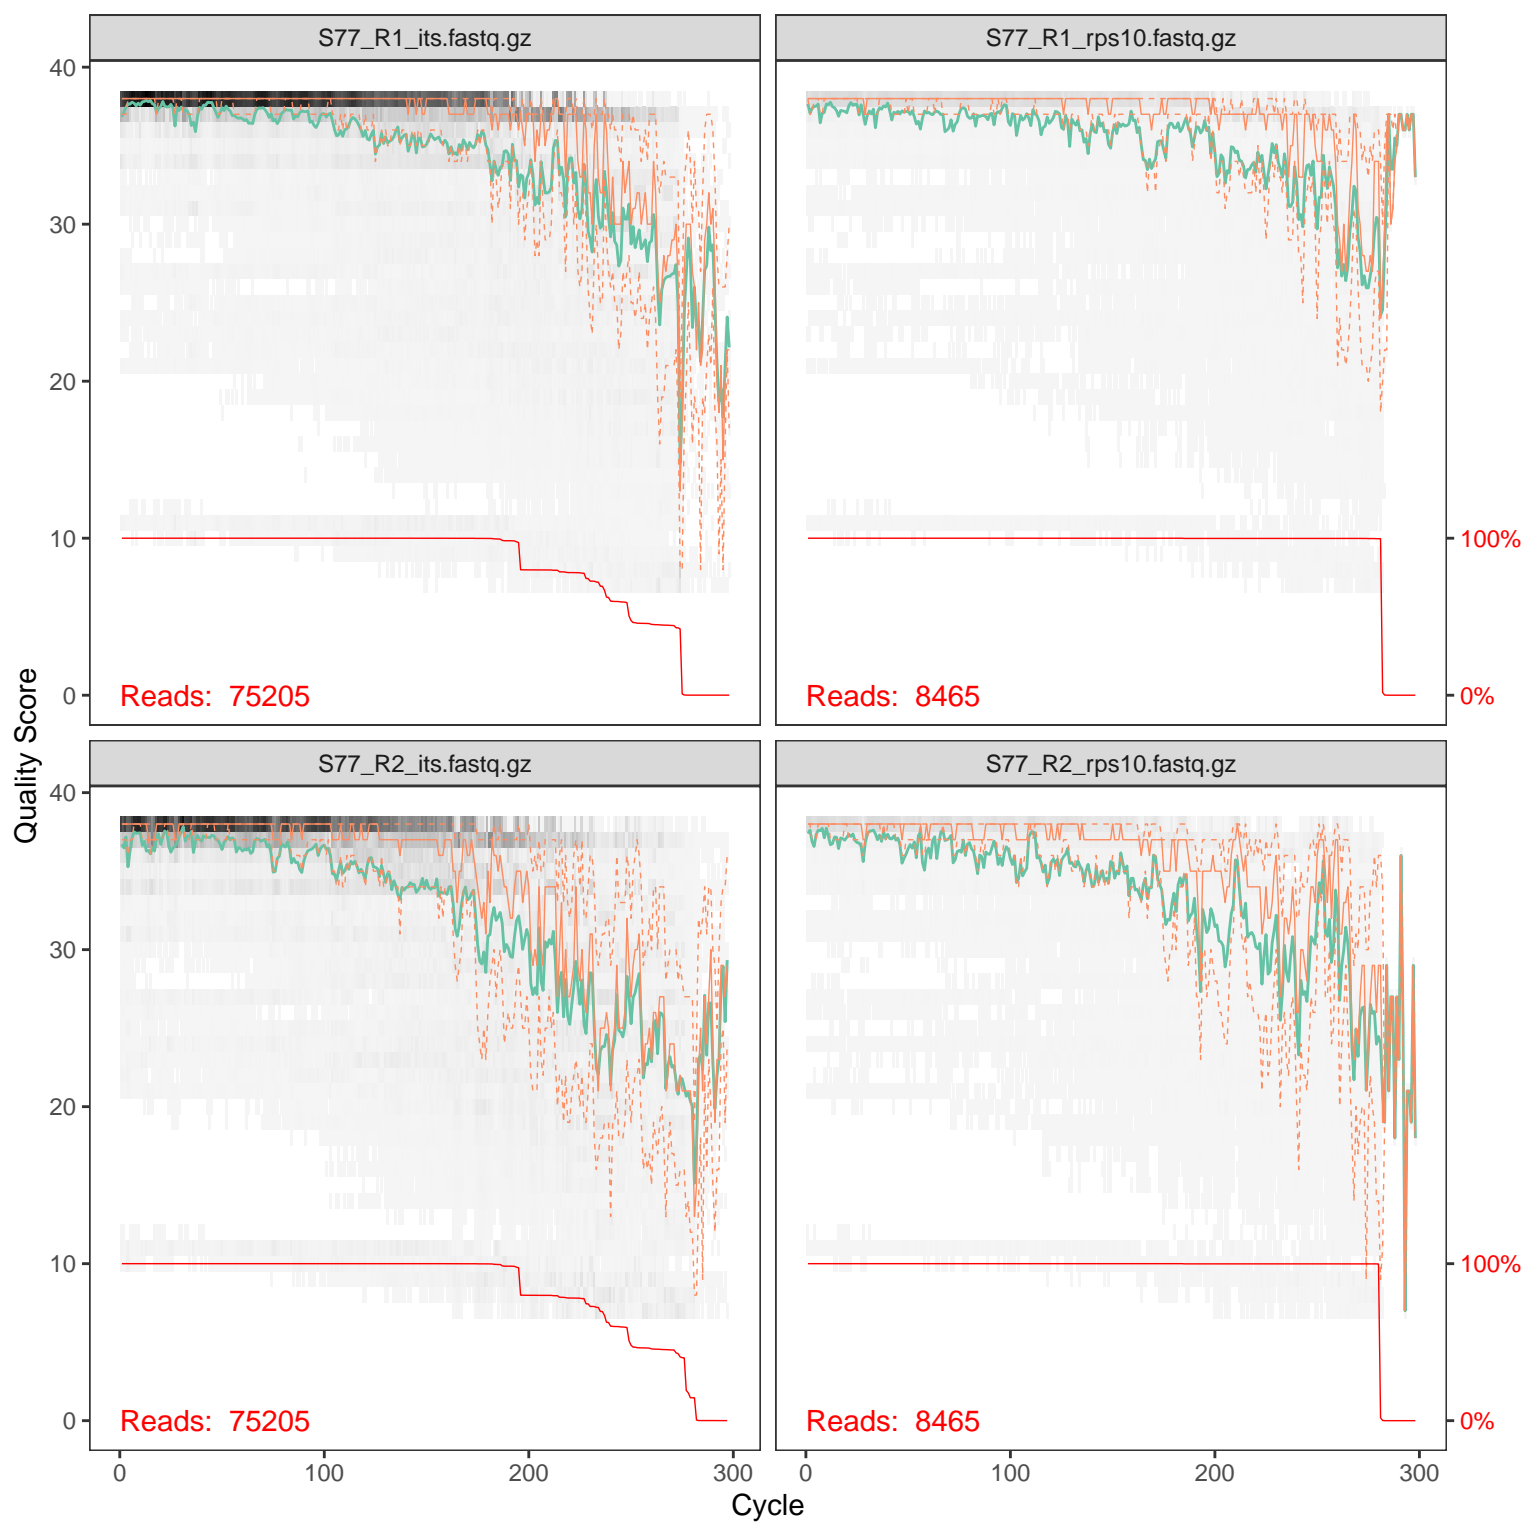 S77_R1_its.fastq.gz
S77_R1_rps10.fastq.gz
40
30
20
10
0
Reads: 75205
Reads: 8465
100%
0%
Quality Score
S77_R2_its.fastq.gz
S77_R2_rps10.fastq.gz
40
30
20
10
0
Reads: 75205
Reads: 8465
100%
0%
0 100 200 300
0 100 200 300
Cycle